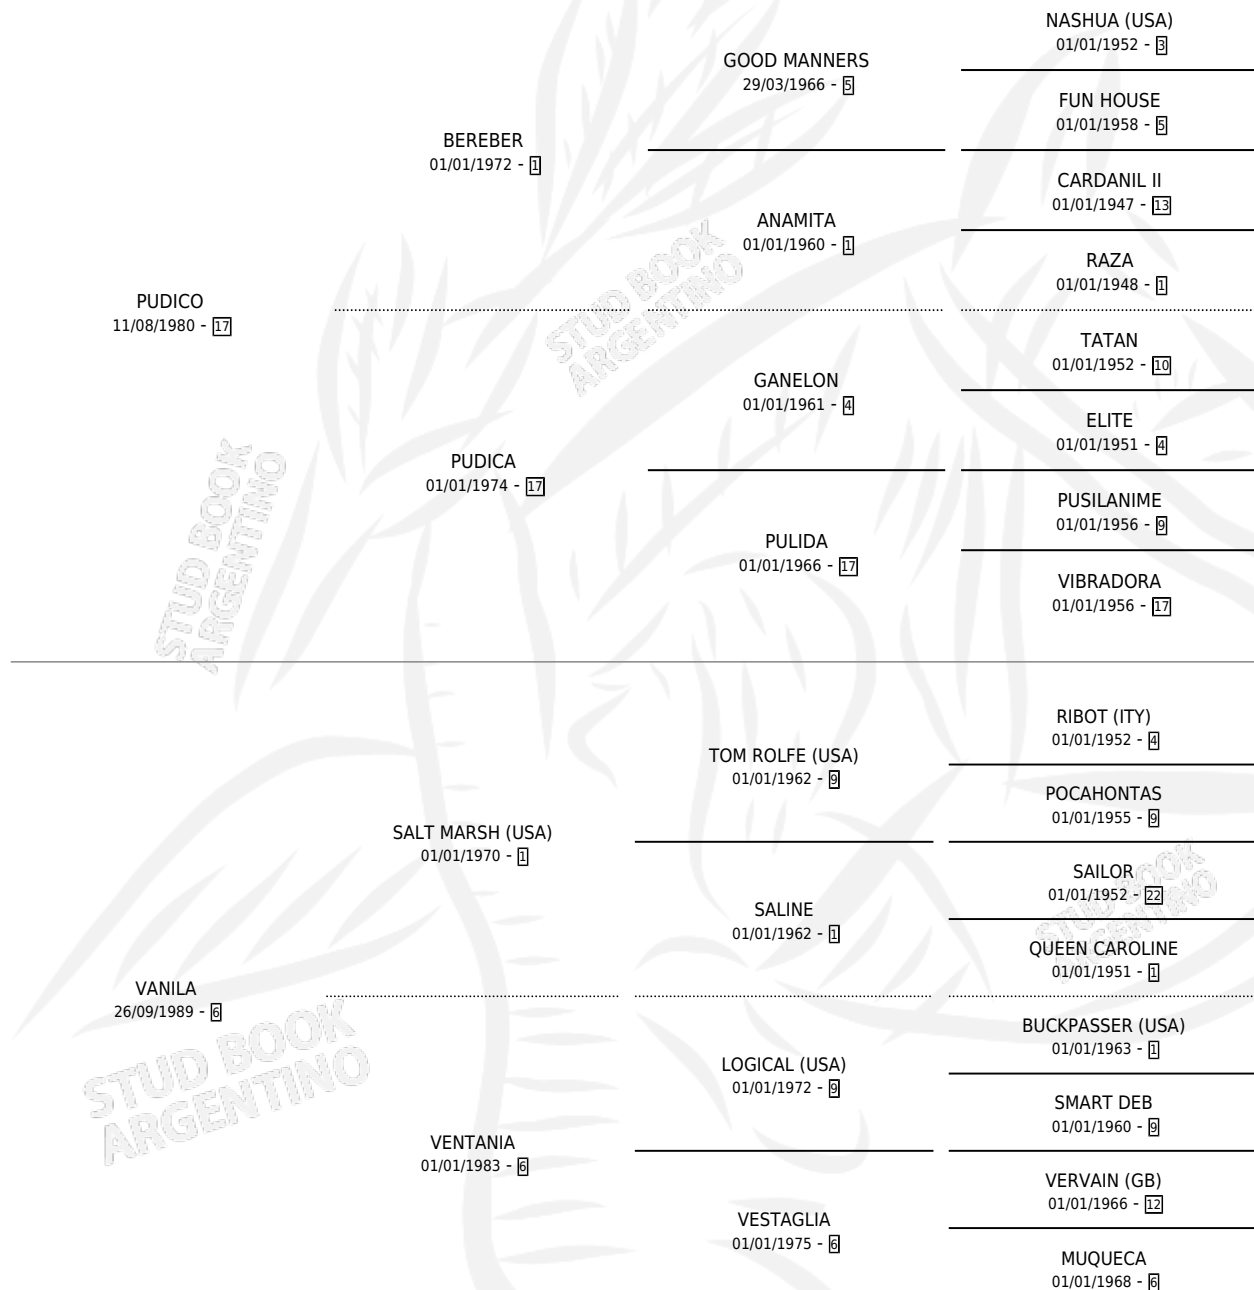 NASHUA (USA)
01/01/1952 - 3
GOOD MANNERS
29/03/1966 - 5
FUN HOUSE
01/01/1958 - 5
BEREBER
01/01/1972 - 1
CARDANIL II
01/01/1947 - 13
ANAMITA
01/01/1960 - 1
RAZA
01/01/1948 - 1
PUDICO
11/08/1980 - 17
STUD BOOK
ARGENTINO
TATAN
01/01/1952 - 10
GANELON
01/01/1961 - 4
ELITE
01/01/1951 - 4
PUDICA
01/01/1974 - 17
PUSILANIME
01/01/1956 - 9
PULIDA
01/01/1966 - 17
VIBRADORA
01/01/1956 - 17
STUD BOOK
ARGENTINO
RIBOT (ITY)
01/01/1952 - 4
TOM ROLFE (USA)
01/01/1962 - 9
POCAHONTAS
01/01/1955 - 9
SALT MARSH (USA)
01/01/1970 - 1
SAILOR
01/01/1952 - 22
SALINE
01/01/1962 - 1
QUEEN CAROLINE
01/01/1951 - 1
STUD BOOK
ARGENTINO
VANILA
26/09/1989 - 6
STUD BOOK
ARGENTINO
BUCKPASSER (USA)
01/01/1963 - 1
LOGICAL (USA)
01/01/1972 - 9
SMART DEB
01/01/1960 - 9
VENTANIA
01/01/1983 - 6
VERVAIN (GB)
01/01/1966 - 12
VESTAGLIA
01/01/1975 - 6
MUQUECA
01/01/1968 - 6